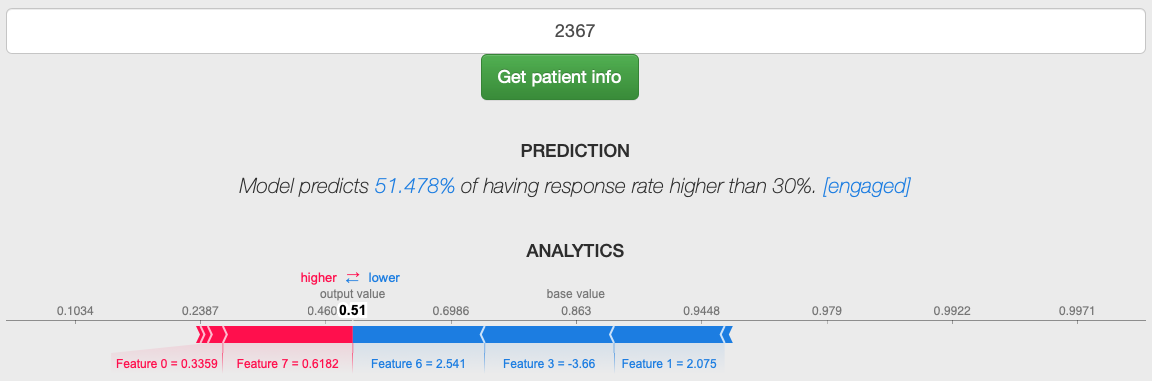 2367
Get patient info
PREDICTION
Model predicts 51.478% of having response rate higher than 30%. [engaged]
ANALYTICS
higher ⇄ lower
output value base value
0.1034 0.2387 0.460 0.51 0.6986 0.863 0.9448 0.979 0.9922 0.9971
Feature 0 = 0.3359 Feature 7 = 0.6182 Feature 6 = 2.541 Feature 3 = -3.66 Feature 1 = 2.075